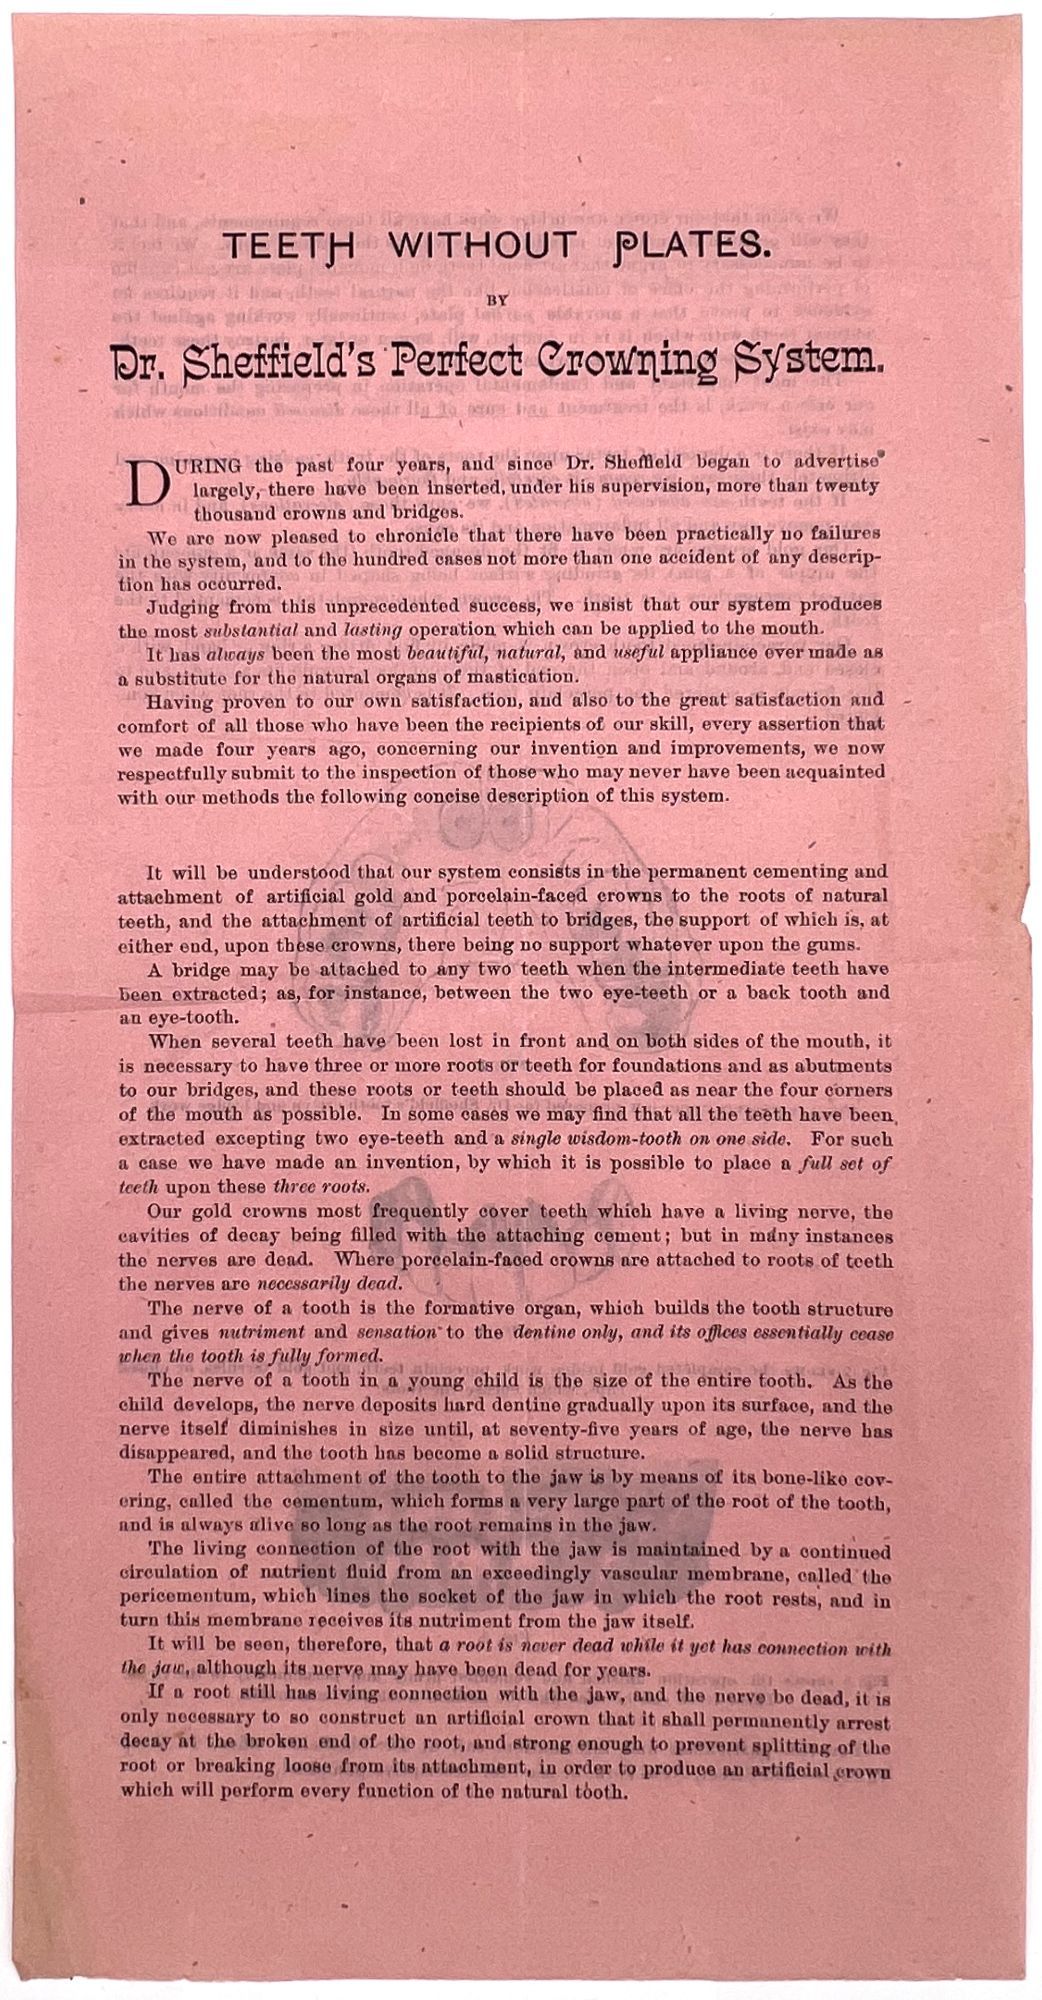 TEETH WITHOUT PLATES.
BY
Dr. Sheffield's Perfect Crowning System.
DURING the past four years, and since Dr. Sheffield began to advertise
largely, there have been inserted, under his supervision, more than twenty
thousand crowns and bridges.
We are now pleased to chronicle that there have been practically no failures
in the system, and to the hundred cases not more than one accident of any descrip-
tion has occurred.
Judging from this unprecedented success, we insist that our system produces
the most substantial and lasting operation which can be applied to the mouth.
It has always been the most beautiful, natural, and useful appliance ever made as
a substitute for the natural organs of mastication.
Having proven to our own satisfaction, and also to the great satisfaction and
comfort of all those who have been the recipients of our skill, every assertion that
we made four years ago, concerning our invention and improvements, we now
respectfully submit to the inspection of those who may never have been acquainted
with our methods the following concise description of this system.
It will be understood that our system consists in the permanent cementing and
attachment of artificial gold and porcelain-faced crowns to the roots of natural
teeth, and the attachment of artificial teeth to bridges, the support of which is, at
either end, upon these crowns, there being no support whatever upon the gums.
A bridge may be attached to any two teeth when the intermediate teeth have
been extracted; as, for instance, between the two eye-teeth or a back tooth and
an eye-tooth.
When several teeth have been lost in front and on both sides of the mouth, it
is necessary to have three or more roots or teeth for foundations and as abutments
to our bridges, and these roots or teeth should be placed as near the four corners
of the mouth as possible. In some cases we may find that all the teeth have been
extracted excepting two eye-teeth and a single wisdom-tooth on one side. For such
a case we have made an invention, by which it is possible to place a full set of
teeth upon these three roots.
Our gold crowns most frequently cover teeth which have a living nerve, the
cavities of decay being filled with the attaching cement; but in many instances
the nerves are dead. Where porcelain-faced crowns are attached to roots of teeth
the nerves are necessarily dead.
The nerve of a tooth is the formative organ, which builds the tooth structure
and gives nutriment and sensation to the dentine only, and its offices essentially cease
when the tooth is fully formed.
The nerve of a tooth in a young child is the size of the entire tooth. As the
child develops, the nerve deposits hard dentine gradually upon its surface, and the
nerve itself diminishes in size until, at seventy-five years of age, the nerve has
disappeared, and the tooth has become a solid structure.
The entire attachment of the tooth to the jaw is by means of its bone-like cov-
ering, called the cementum, which forms a very large part of the root of the tooth,
and is always alive so long as the root remains in the jaw.
The living connection of the root with the jaw is maintained by a continued
circulation of nutrient fluid from an exceedingly vascular membrane, called the
pericementum, which lines the socket of the jaw in which the root rests, and in
turn this membrane receives its nutriment from the jaw itself.
It will be seen, therefore, that a root is never dead while it yet has connection with
the jaw, although its nerve may have been dead for years.
If a root still has living connection with the jaw, and the nerve be dead, it is
only necessary to so construct an artificial crown that it shall permanently arrest
decay at the broken end of the root, and strong enough to prevent splitting of the
root or breaking loose from its attachment, in order to produce an artificial crown
which will perform every function of the natural tooth.